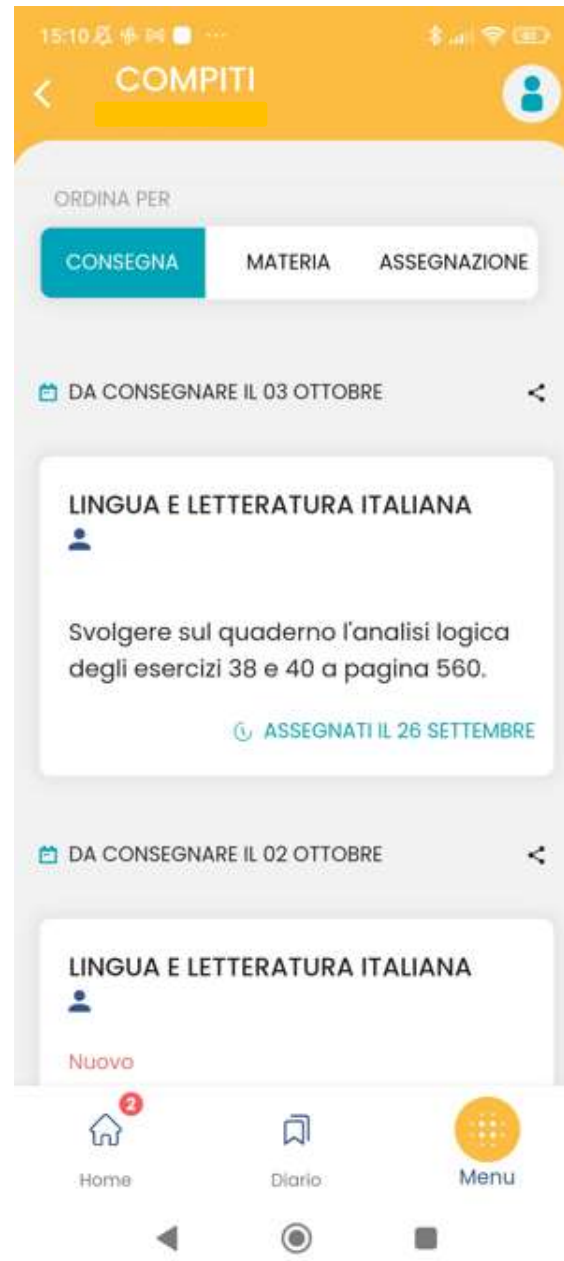 15:10
COMPITI
ORDINA PER
CONSEGNA MATERIA ASSEGNAZIONE
DA CONSEGNARE IL 03 OTTOBRE
LINGUA E LETTERATURA ITALIANA
Svolgere sul quaderno l'analisi logica
degli esercizi 38 e 40 a pagina 560.
ASSEGNATI IL 26 SETTEMBRE
DA CONSEGNARE IL 02 OTTOBRE
LINGUA E LETTERATURA ITALIANA
Nuovo
2
Home Diario Menu